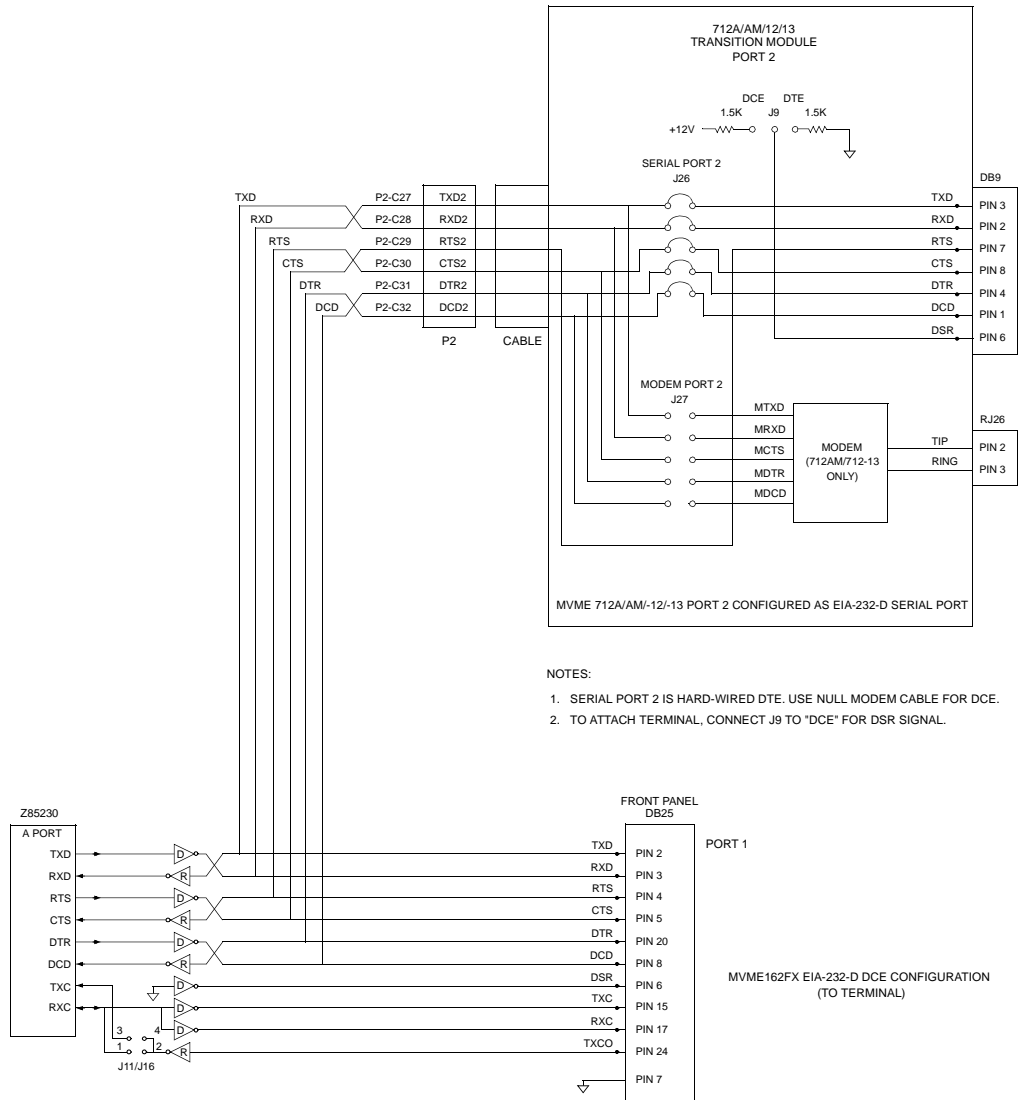 712A/AM/12/13
TRANSITION MODULE
PORT 2
DCE DTE
1.5K J9 1.5K
+12V
SERIAL PORT 2
J26
DB9
TXD P2-C27 TXD2 TXD PIN 3
RXD P2-C28 RXD2 RXD PIN 2
RTS P2-C29 RTS2 RTS PIN 7
CTS P2-C30 CTS2 CTS PIN 8
DTR P2-C31 DTR2 DTR PIN 4
DCD P2-C32 DCD2 DCD PIN 1
DSR PIN 6
P2 CABLE
MODEM PORT 2
J27
MTXD
MRXD
MCTS
MDTR
MDCD
MODEM
(712AM/712-13
ONLY)
RJ26
TIP PIN 2
RING PIN 3
MVME 712A/AM/-12/-13 PORT 2 CONFIGURED AS EIA-232-D SERIAL PORT
NOTES:
1. SERIAL PORT 2 IS HARD-WIRED DTE. USE NULL MODEM CABLE FOR DCE.
2. TO ATTACH TERMINAL, CONNECT J9 TO "DCE" FOR DSR SIGNAL.
Z85230
A PORT
FRONT PANEL
DB25
PORT 1
TXD D TXD PIN 2
RXD R RXD PIN 3
RTS D RTS PIN 4
CTS R CTS PIN 5
DTR D DTR PIN 20
DCD R DCD PIN 8
TXC D DSR PIN 6
RXC D TXC PIN 15
3 4 D RXC PIN 17
1 2 R TXCO PIN 24
J11/J16
PIN 7
MVME162FX EIA-232-D DCE CONFIGURATION
(TO TERMINAL)